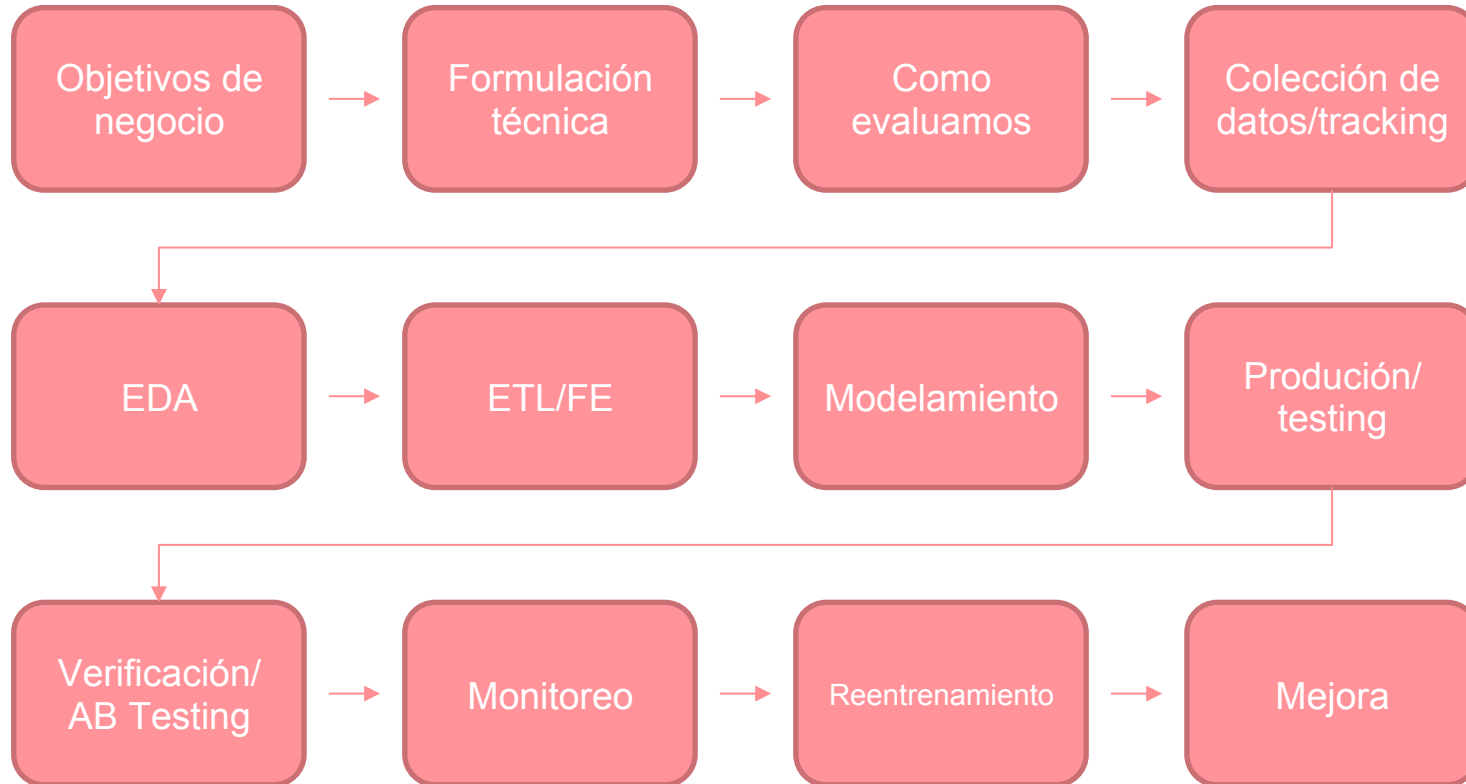 Objetivos de
negocio
Formulación
técnica
Como
evaluamos
Colección de
datos/tracking
EDA
ETL/FE
Modelamiento
Produción/
testing
Verificación/
AB Testing
Monitoreo
Reentrenamiento
Mejora